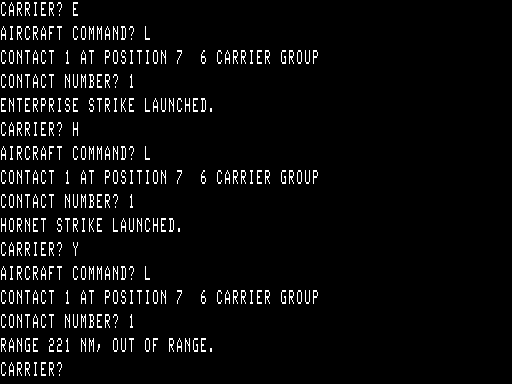 CARRIER? E
AIRCRAFT COMMAND? L
CONTACT 1 AT POSITION 7  6 CARRIER GROUP
CONTACT NUMBER? 1
ENTERPRISE STRIKE LAUNCHED.
CARRIER? H
AIRCRAFT COMMAND? L
CONTACT 1 AT POSITION 7  6 CARRIER GROUP
CONTACT NUMBER? 1
HORNET STRIKE LAUNCHED.
CARRIER? Y
AIRCRAFT COMMAND? L
CONTACT 1 AT POSITION 7  6 CARRIER GROUP
CONTACT NUMBER? 1
RANGE 221 NM, OUT OF RANGE.
CARRIER?